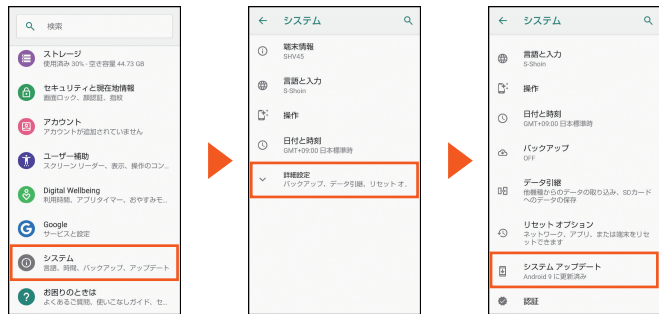 検索
ストレージ
使用済み 30% - 空き容量 44.73 GB
セキュリティと現在地情報
画面ロック、顔認証、指紋
アカウント
アカウントが追加されていません
ユーザー補助
スクリーン リーダー、表示、操作のコン..
Digital Wellbeing
利用時間、アプリタイマー、おやすみモ..
Google
サービスと設定
システム
言語、時間、バックアップ、アップデート
お困りのときは
よくあるご質問、使いこなしガイド、セ..
システム
端末情報
SHV45
言語と入力
S-Shoin
操作
日付と時刻
GMT+09:00 日本標準時
詳細設定
バックアップ、データ引継、リセット オ..
システム
言語と入力
S-Shoin
操作
日付と時刻
GMT+09:00 日本標準時
バックアップ
OFF
データ引継
他機種からのデータの取り込み、SDカード
へのデータの保存
リセット オプション
ネットワーク、アプリ、または端末をリセ
ットできます
システム アップデート
Android 9 に更新済み
認証